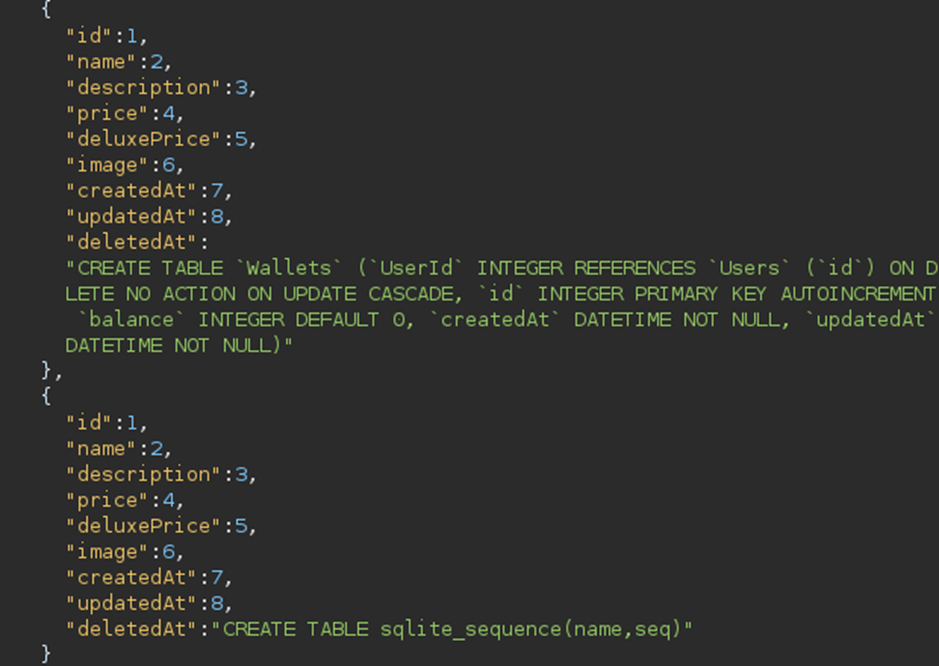 {
"id":1,
"name":2,
"description":3,
"price":4,
"deluxePrice":5,
"image":6,
"createdAt":7,
"updatedAt":8,
"deletedAt":
"CREATE TABLE `Wallets` (`UserId` INTEGER REFERENCES `Users` (`id`) ON D
LETE NO ACTION ON UPDATE CASCADE, `id` INTEGER PRIMARY KEY AUTOINCREMENT
`balance` INTEGER DEFAULT 0, `createdAt` DATETIME NOT NULL, `updatedAt`
DATETIME NOT NULL)"
},
{
"id":1,
"name":2,
"description":3,
"price":4,
"deluxePrice":5,
"image":6,
"createdAt":7,
"updatedAt":8,
"deletedAt":"CREATE TABLE sqlite_sequence(name,seq)"
}